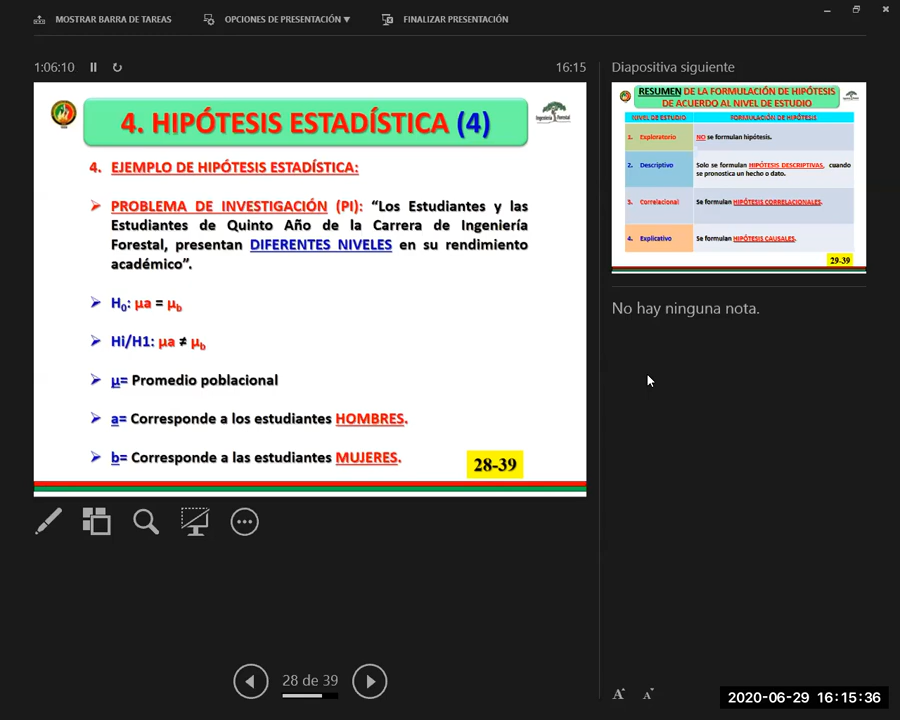 MOSTRAR BARRA DE TAREAS
OPCIONES DE PRESENTACIÓN ▼
FINALIZAR PRESENTACIÓN
1:06:10
16:15
4. HIPÓTESIS ESTADÍSTICA (4)
4. EJEMPLO DE HIPÓTESIS ESTADÍSTICA:
PROBLEMA DE INVESTIGACIÓN (PI): “Los Estudiantes y las
Estudiantes de Quinto Año de la Carrera de Ingeniería
Forestal, presentan DIFERENTES NIVELES en su rendimiento
académico”.
H0: µa = µb
Hi/H1: µa ≠ µb
µ= Promedio poblacional
a= Corresponde a los estudiantes HOMBRES.
b= Corresponde a las estudiantes MUJERES.
28-39
Diapositiva siguiente
RESUMEN DE LA FORMULACIÓN DE HIPÓTESIS
DE ACUERDO AL NIVEL DE ESTUDIO
NIVEL DE ESTUDIO FORMULACIÓN DE HIPÓTESIS
1. Exploratorio NO se formulan hipótesis.
2. Descriptivo Solo se formulan HIPÓTESIS DESCRIPTIVAS, cuando
se pronostica un hecho o dato.
3. Correlacional Se formulan HIPÓTESIS CORRELACIONALES.
4. Explicativo Se formulan HIPÓTESIS CAUSALES.
29-39
No hay ninguna nota.
28 de 39
A A
2020-06-29 16:15:36